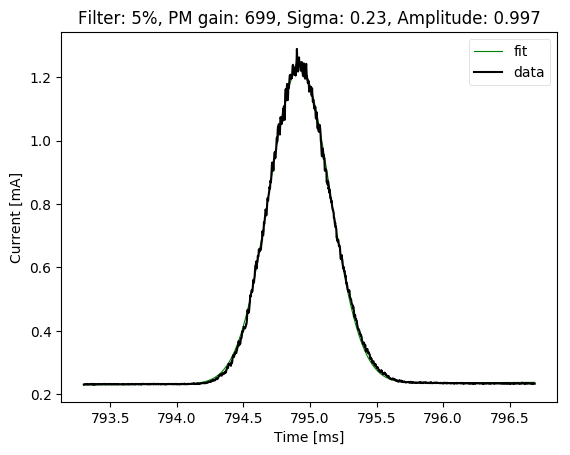 Filter: 5%, PM gain: 699, Sigma: 0.23, Amplitude: 0.997
fit
data
1.2
1.0
0.8
0.6
0.4
0.2
Current [mA]
793.5 794.0 794.5 795.0 795.5 796.0 796.5
Time [ms]